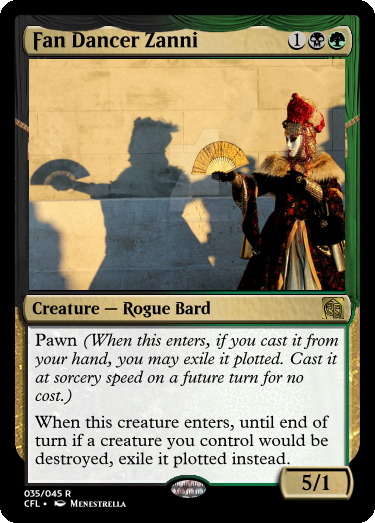 Fan Dancer Zanni 1
Creature — Rogue Bard
Pawn (When this enters, if you cast it from
your hand, you may exile it plotted. Cast it
at sorcery speed on a future turn for no
cost.)
When this creature enters, until end of
turn if a creature you control would be
destroyed, exile it plotted instead.
5/1
035/045 R
CFL • Menestrella